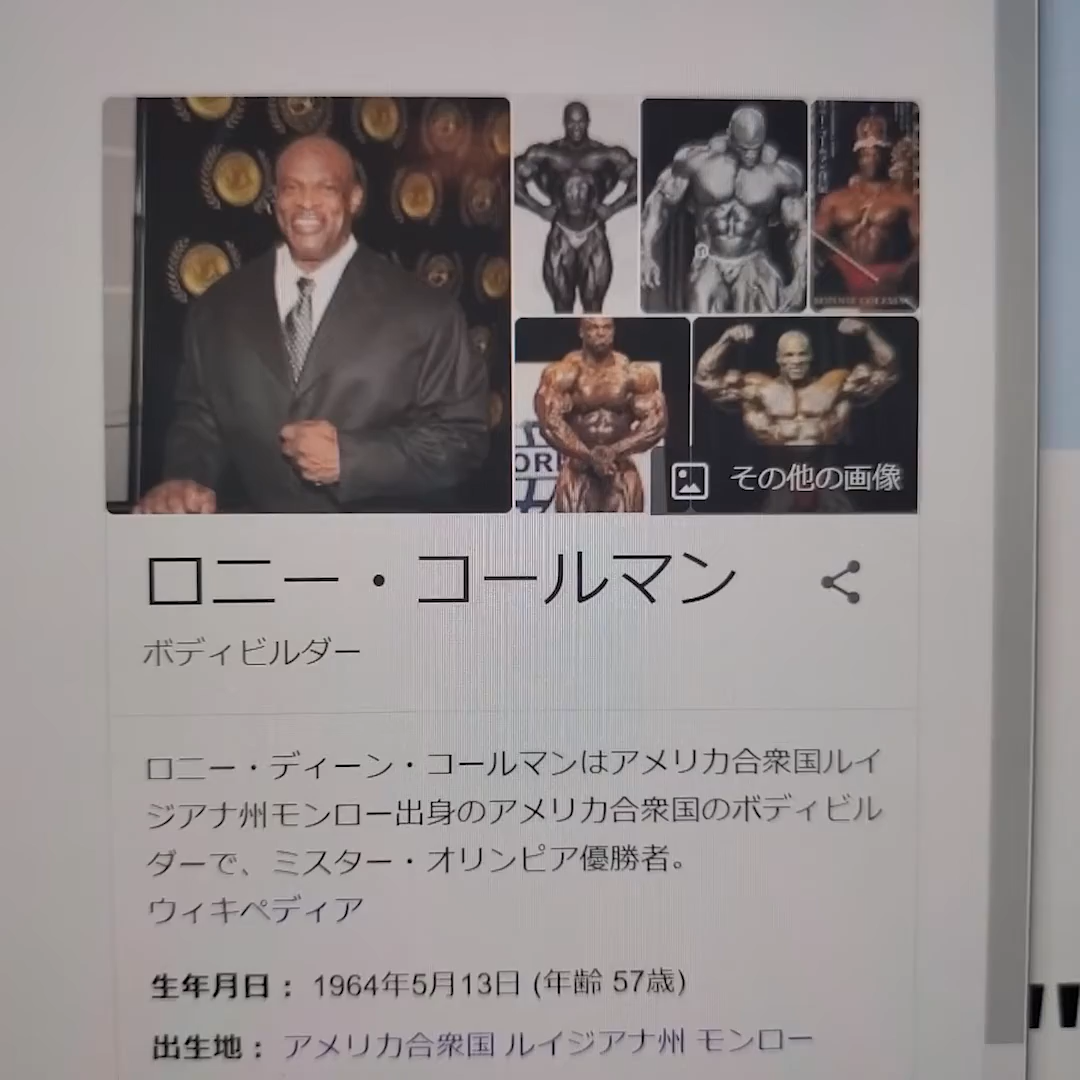 その他の画像
ロニー・コールマン
ボディビルダー
ロニー・ディーン・コールマンはアメリカ合衆国ルイ
ジアナ州モンロー出身のアメリカ合衆国のボディビル
ダーで、ミスター・オリンピア優勝者。
ウィキペディア
生年月日： 1964年5月13日 (年齢 57歳)
出生地： アメリカ合衆国 ルイジアナ州 モンロー